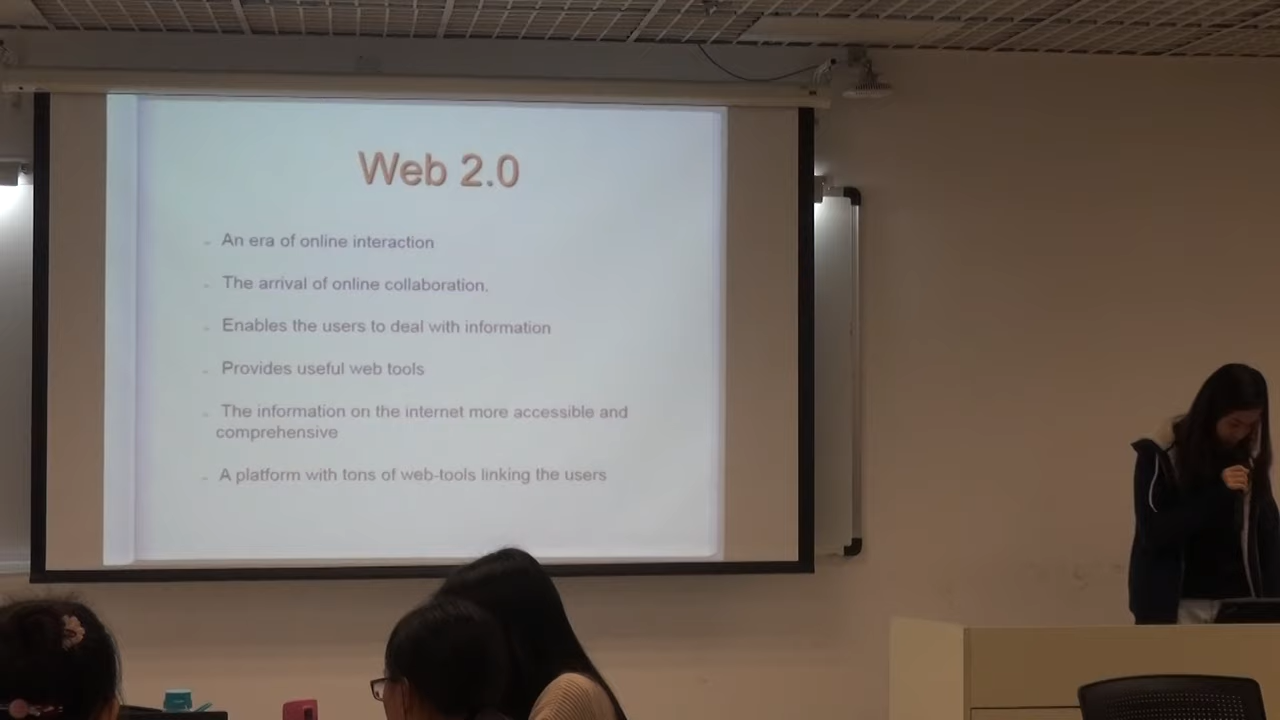 Web 2.0
- An era of online interaction
- The arrival of online collaboration.
- Enables the users to deal with information
- Provides useful web tools
- The information on the internet more accessible and
comprehensive
- A platform with tons of web-tools linking the users